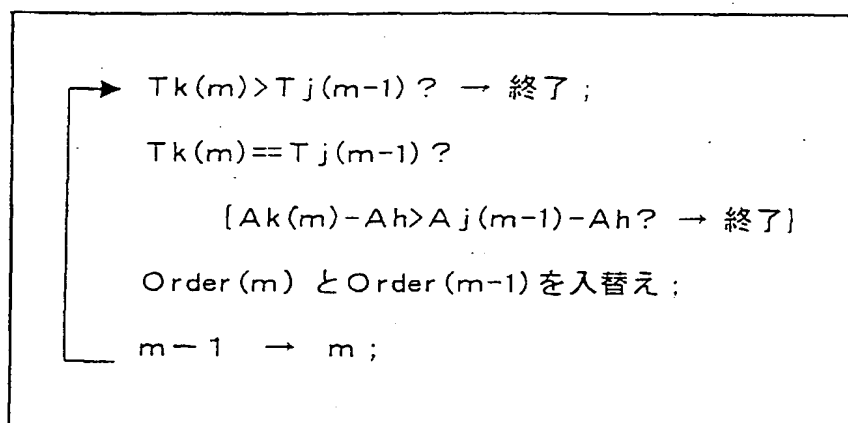 Tk(m)>Tj(m-1)? → 終了;
Tk(m)==Tj(m-1)?
{Ak(m)-Ah>Aj(m-1)-Ah? → 終了}
Order(m)とOrder(m-1)を入替え;
m-1 → m;